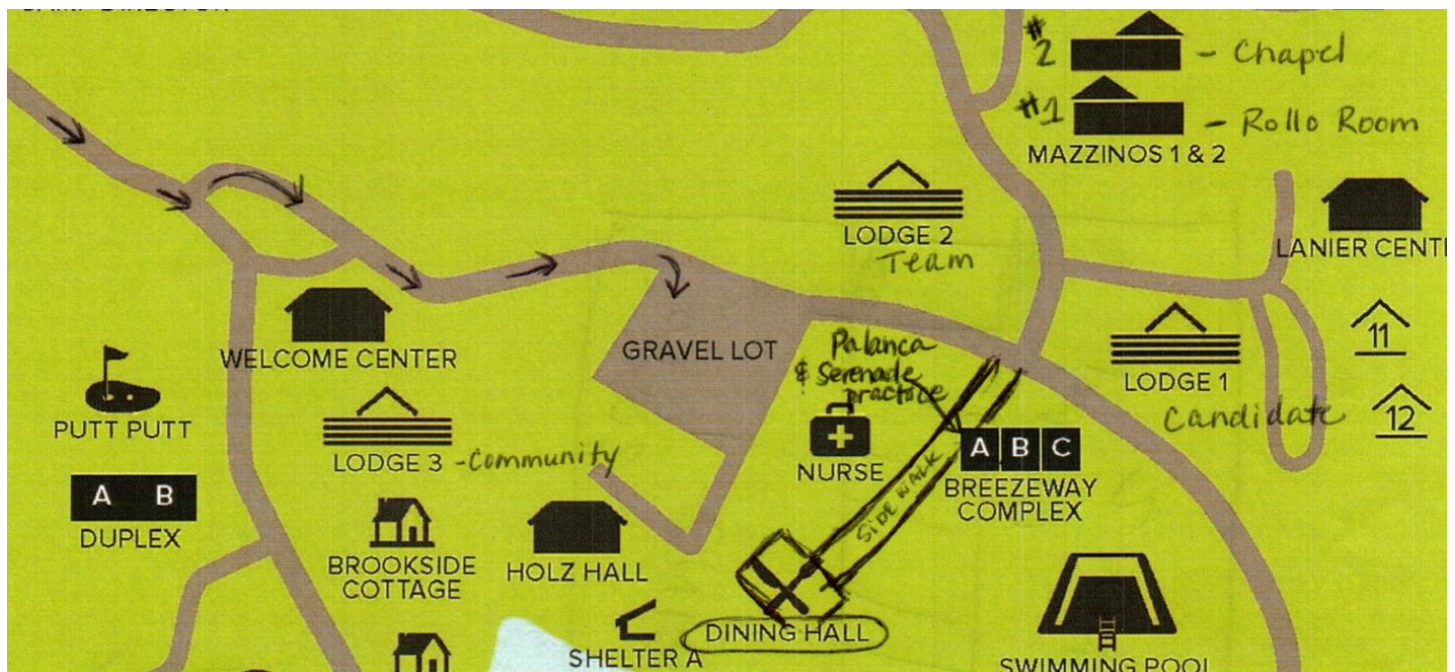 #2 - Chapel
#1 - Rollo Room
MAZZINOS 1 & 2
LODGE 2
Team
LANIER CENT
WELCOME CENTER
GRAVEL LOT
Palanca
& Serenade
practice
11
LODGE 1
Candidate
12
PUTT PUTT
LODGE 3 - Community
NURSE
A B C
BREEZEWAY
COMPLEX
SIDE WALK
A B
DUPLEX
BROOKSIDE
COTTAGE
HOLZ HALL
DINING HALL
SHELTER A
SWIMMING POOL